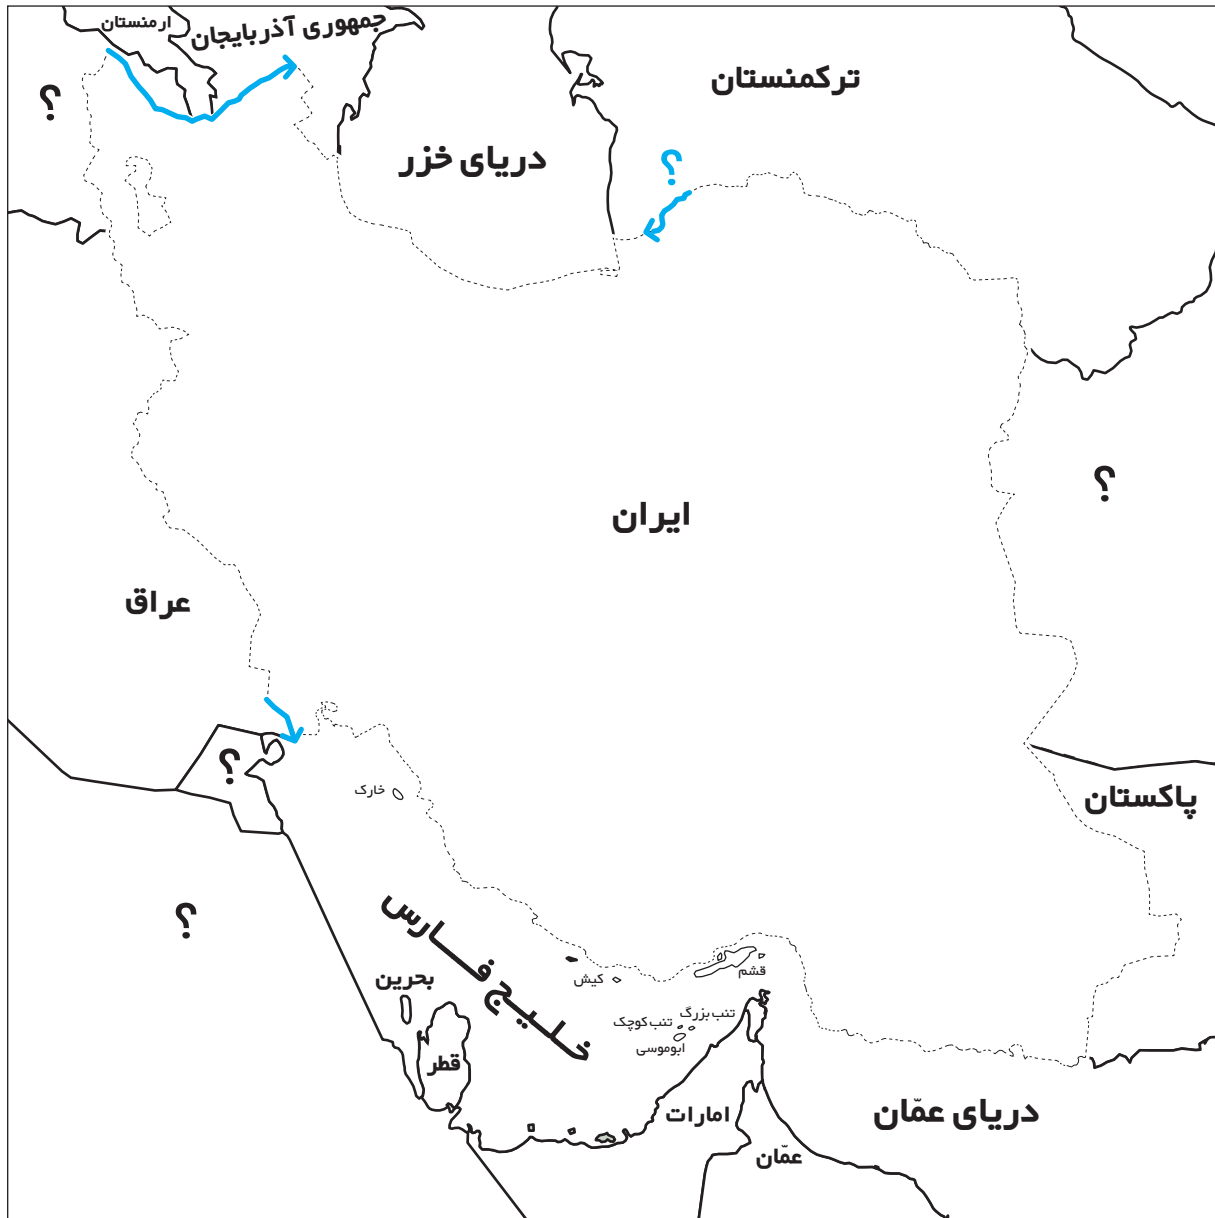 ارمنستان
جمهوری آذربایجان
ترکمنستان
؟
دریای خزر
؟
؟
ایران
عراق
؟
خارک
پاکستان
؟
خلیج فارس
قشم
کیش
بحرین
تنب بزرگ
تنب کوچک
ابوموسی
قطر
امارات
دریای عمّان
عمّان